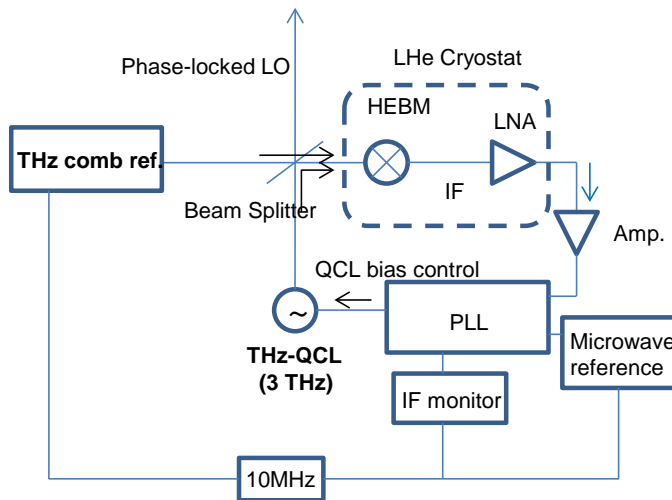 LHe Cryostat
Phase-locked LO
HEBM
LNA
THz comb ref.
IF
Beam Splitter
Amp.
QCL bias control
~
PLL
Microwave
reference
THz-QCL
(3 THz)
IF monitor
10MHz